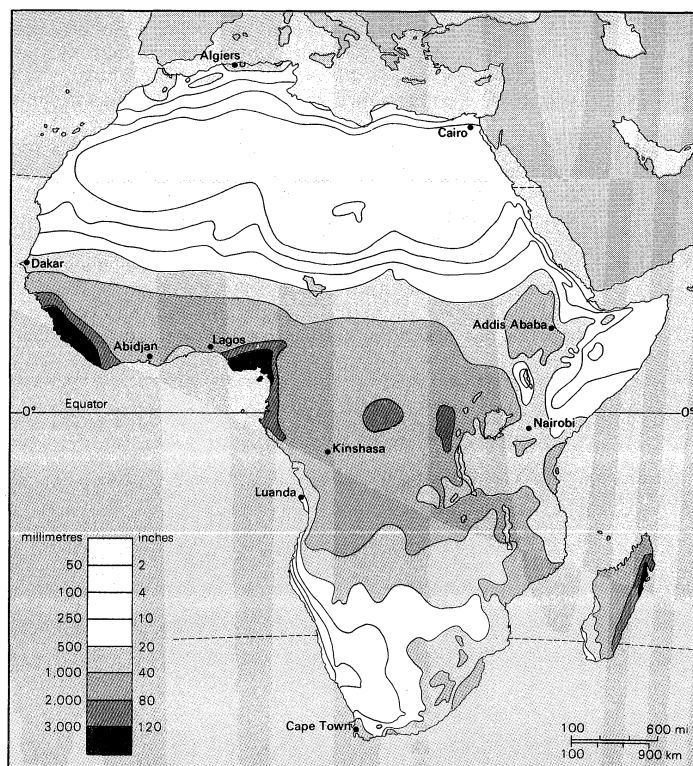 Algiers
Cairo
Dakar
Addis Ababa
Abidjan
Lagos
0°
Equator
0°
Nairobi
Kinshasa
Luanda
millimetres inches
50 2
100 4
250 10
500 20
1,000 40
2,000 80
3,000 120
Cape Town
100 600 mi
100 900 km